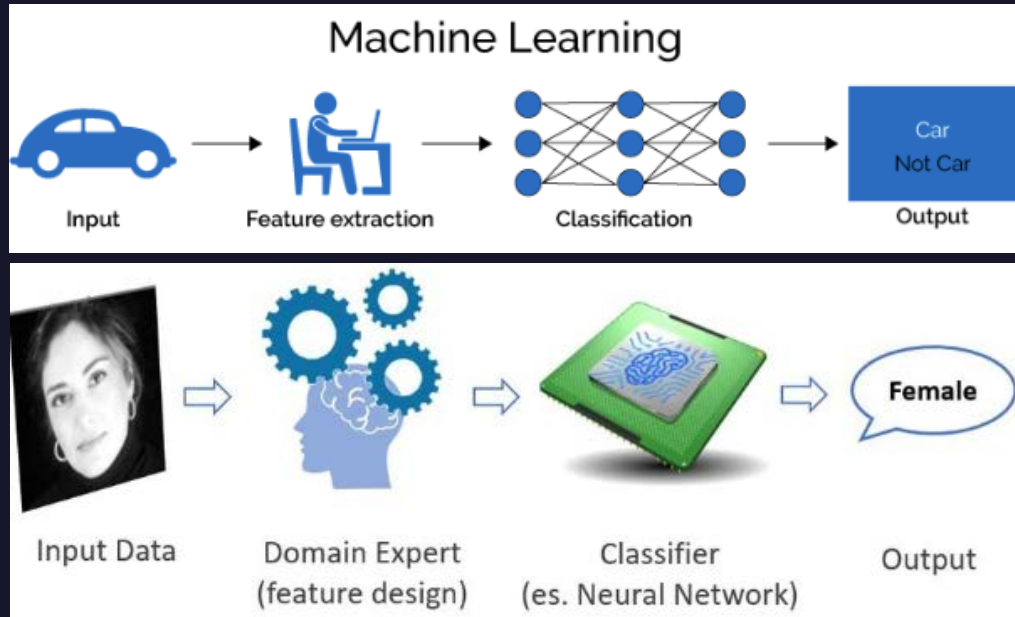 Machine Learning
Car
Not Car
Input
Feature extraction
Classification
Output
Female
Input Data
Domain Expert
(feature design)
Classifier
(es. Neural Network)
Output